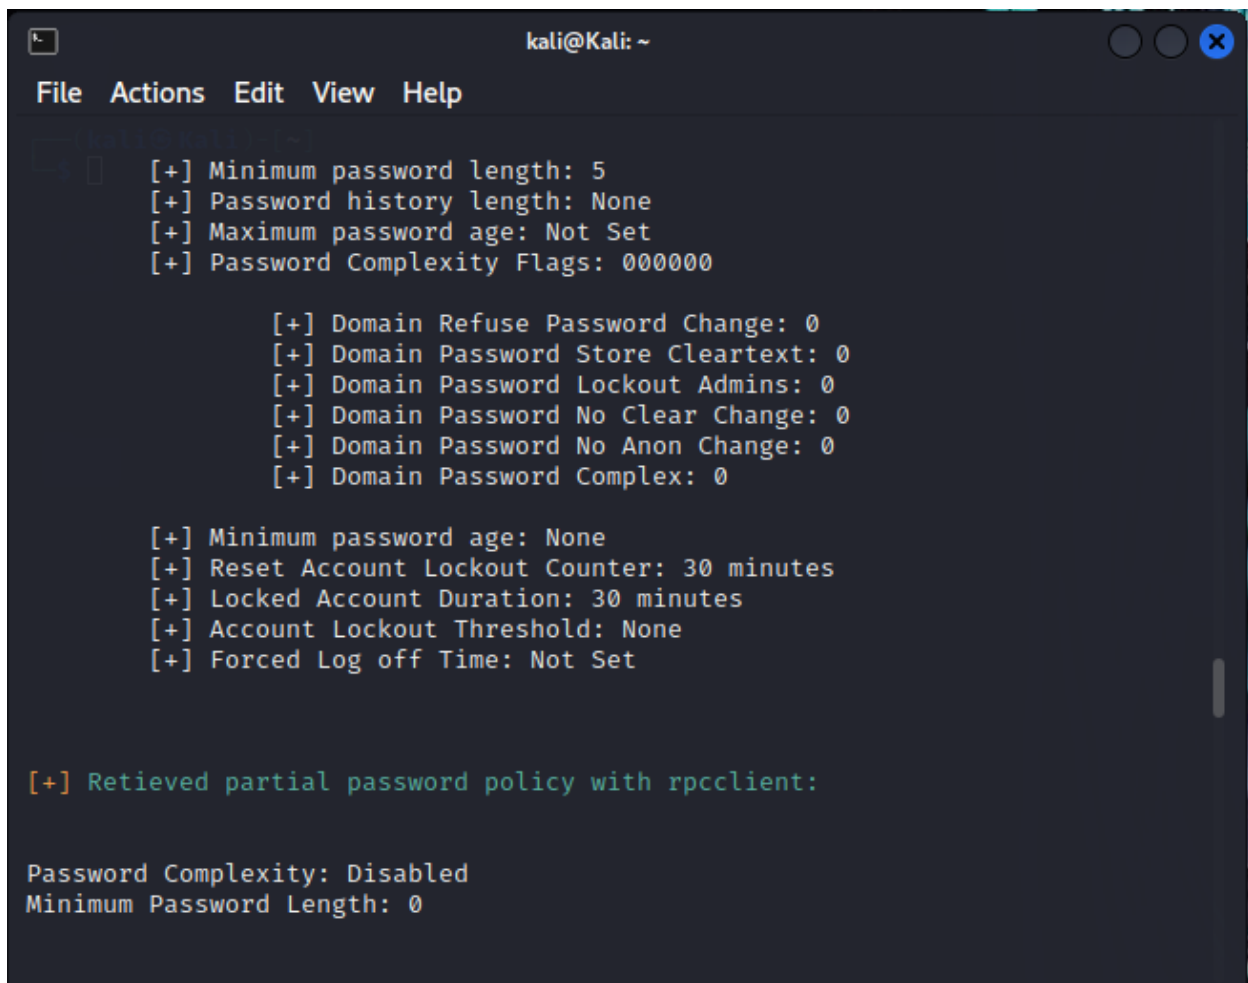 kali@Kali: ~
File Actions Edit View Help
(kali㉿Kali)-[~]
$
[+] Minimum password length: 5
[+] Password history length: None
[+] Maximum password age: Not Set
[+] Password Complexity Flags: 000000
[+] Domain Refuse Password Change: 0
[+] Domain Password Store Cleartext: 0
[+] Domain Password Lockout Admins: 0
[+] Domain Password No Clear Change: 0
[+] Domain Password No Anon Change: 0
[+] Domain Password Complex: 0
[+] Minimum password age: None
[+] Reset Account Lockout Counter: 30 minutes
[+] Locked Account Duration: 30 minutes
[+] Account Lockout Threshold: None
[+] Forced Log off Time: Not Set
[+] Retieved partial password policy with rpcclient:
Password Complexity: Disabled
Minimum Password Length: 0